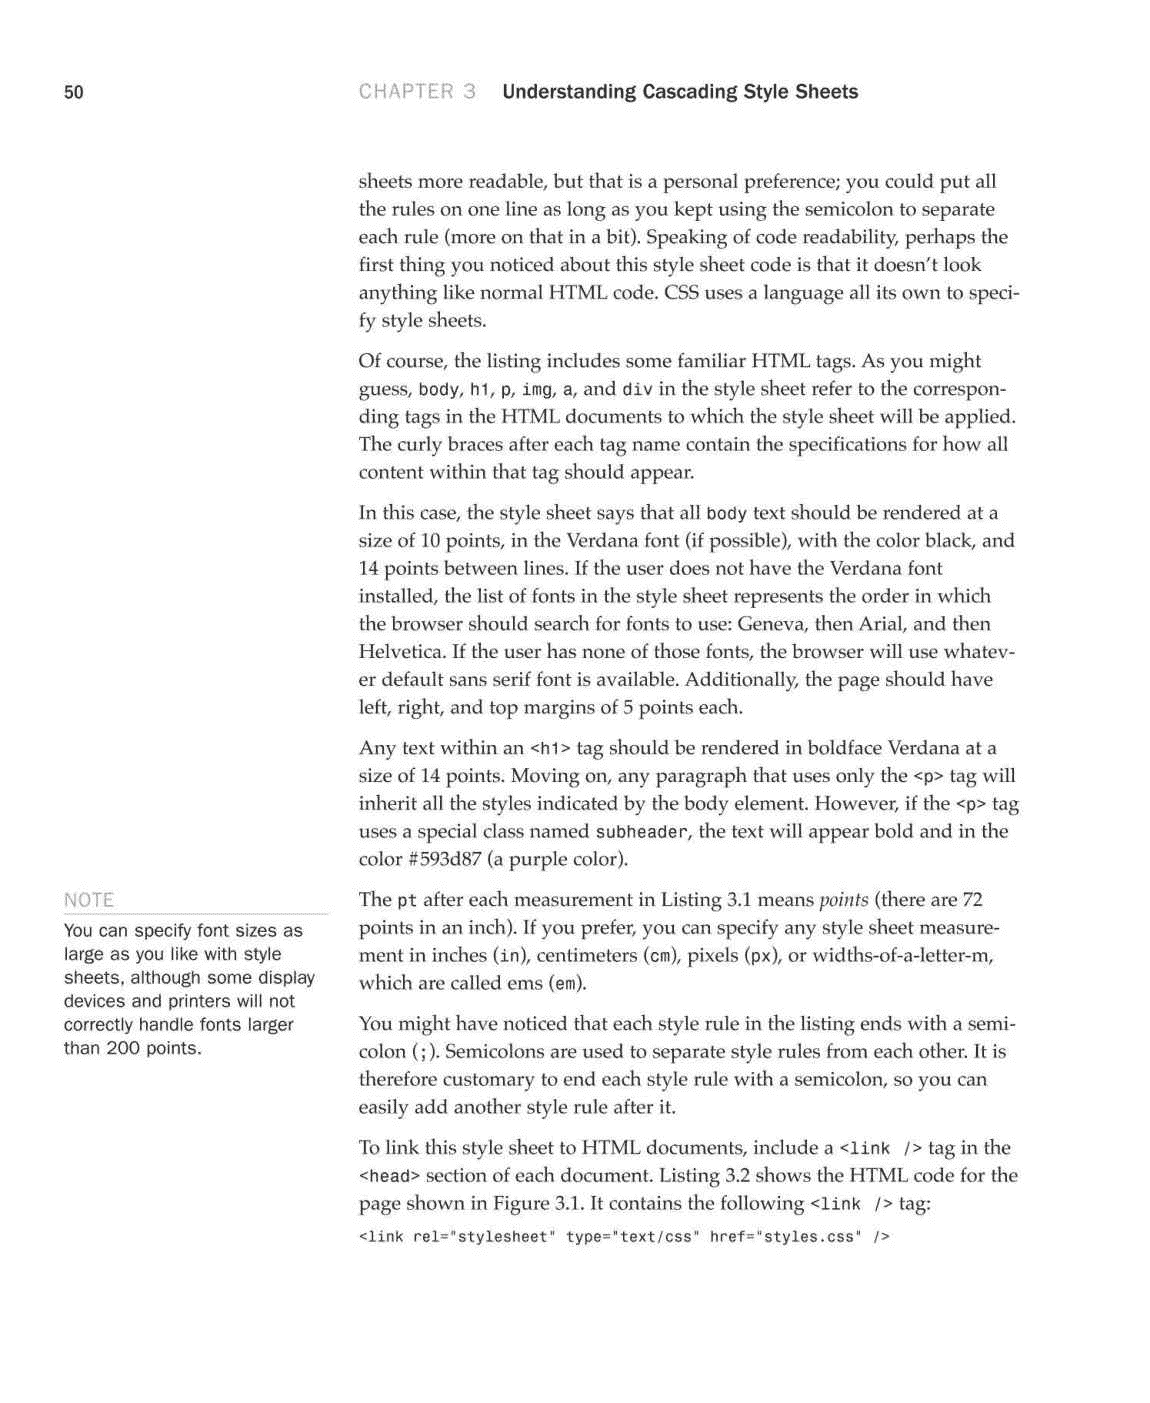 50
CHAPTER 3 Understanding Cascading Style Sheets
sheets more readable, but that is a personal preference; you could put all
the rules on one line as long as you kept using the semicolon to separate
each rule (more on that in a bit). Speaking of code readability, perhaps the
first thing you noticed about this style sheet code is that it doesn't look
anything like normal HTML code. CSS uses a language all its own to speci-
fy style sheets.
Of course, the listing includes some familiar HTML tags. As you might
guess, body, h1, p, img, a, and div in the style sheet refer to the correspon-
ding tags in the HTML documents to which the style sheet will be applied.
The curly braces after each tag name contain the specifications for how all
content within that tag should appear.
In this case, the style sheet says that all body text should be rendered at a
size of 10 points, in the Verdana font (if possible), with the color black, and
14 points between lines. If the user does not have the Verdana font
installed, the list of fonts in the style sheet represents the order in which
the browser should search for fonts to use: Geneva, then Arial, and then
Helvetica. If the user has none of those fonts, the browser will use whatev-
er default sans serif font is available. Additionally, the page should have
left, right, and top margins of 5 points each.
Any text within an <h1> tag should be rendered in boldface Verdana at a
size of 14 points. Moving on, any paragraph that uses only the <p> tag will
inherit all the styles indicated by the body element. However, if the <p> tag
uses a special class named subheader, the text will appear bold and in the
color #593d87 (a purple color).
NOTE
You can specify font sizes as
large as you like with style
sheets, although some display
devices and printers will not
correctly handle fonts larger
than 200 points.
The pt after each measurement in Listing 3.1 means points (there are 72
points in an inch). If you prefer, you can specify any style sheet measure-
ment in inches (in), centimeters (cm), pixels (px), or widths-of-a-letter-m,
which are called ems (em).
You might have noticed that each style rule in the listing ends with a semi-
colon (;). Semicolons are used to separate style rules from each other. It is
therefore customary to end each style rule with a semicolon, so you can
easily add another style rule after it.
To link this style sheet to HTML documents, include a <link /> tag in the
<head> section of each document. Listing 3.2 shows the HTML code for the
page shown in Figure 3.1. It contains the following <link /> tag:
<link rel="stylesheet" type="text/css" href="styles.css" />